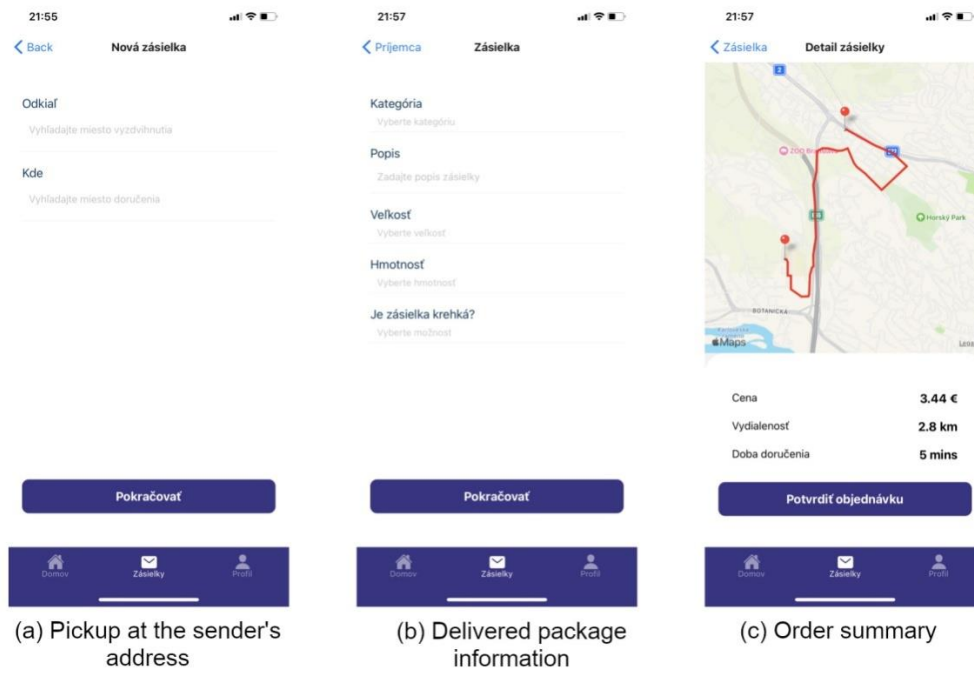 21:55
Back
Nová zásielka
Odkiaľ
Vyhľadajte miesto vyzdvihnutia
Kde
Vyhľadajte miesto doručenia
Pokračovať
Domov
Zásielky
Profil
(a) Pickup at the sender's
address
21:57
Príjemca
Zásielka
Kategória
Vyberte kategóriu
Popis
Zadajte popis zásielky
Veľkosť
Vyberte veľkosť
Hmotnosť
Vyberte hmotnosť
Je zásielka krehká?
Vyberte možnosť
Pokračovať
Domov
Zásielky
Profil
(b) Delivered package
information
21:57
Zásielka
Detail zásielky
2
ZOO Bratislava
Horský Park
BOTANICKÁ
Maps
Legal
Cena
3.44 €
Vydialenosť
2.8 km
Doba doručenia
5 mins
Potvrdiť objednávku
Domov
Zásielky
Profil
(c) Order summary